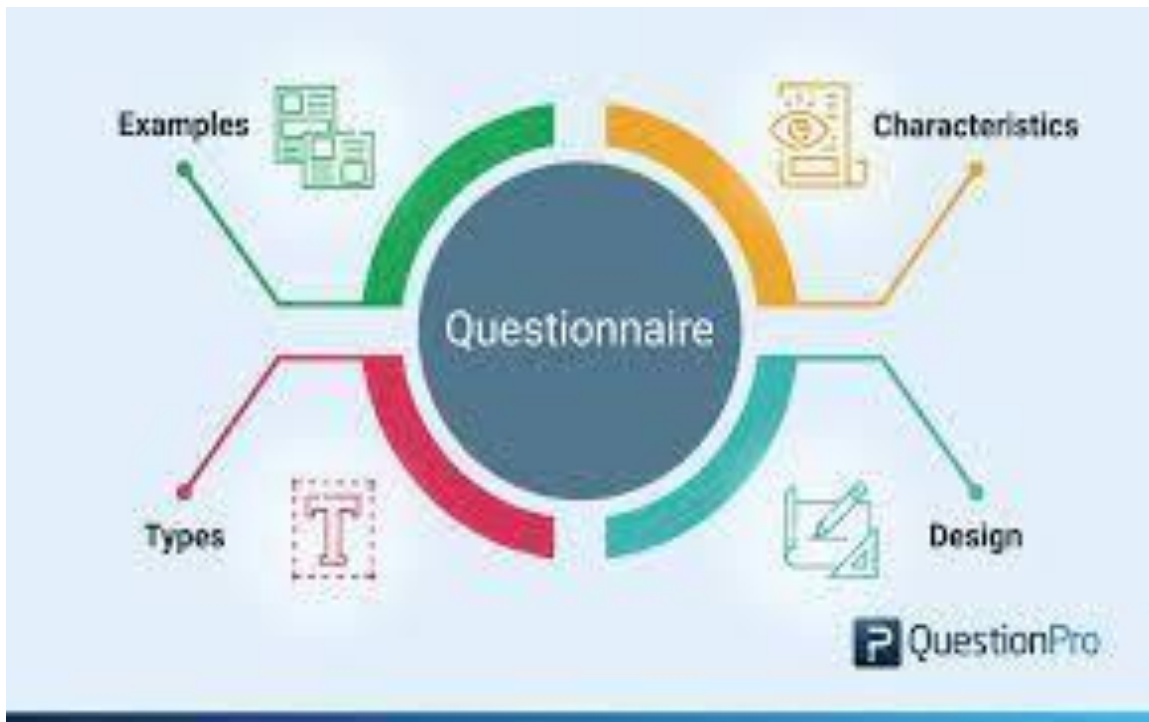 Examples
Characteristics
Questionnaire
Types
Design
QuestionPro